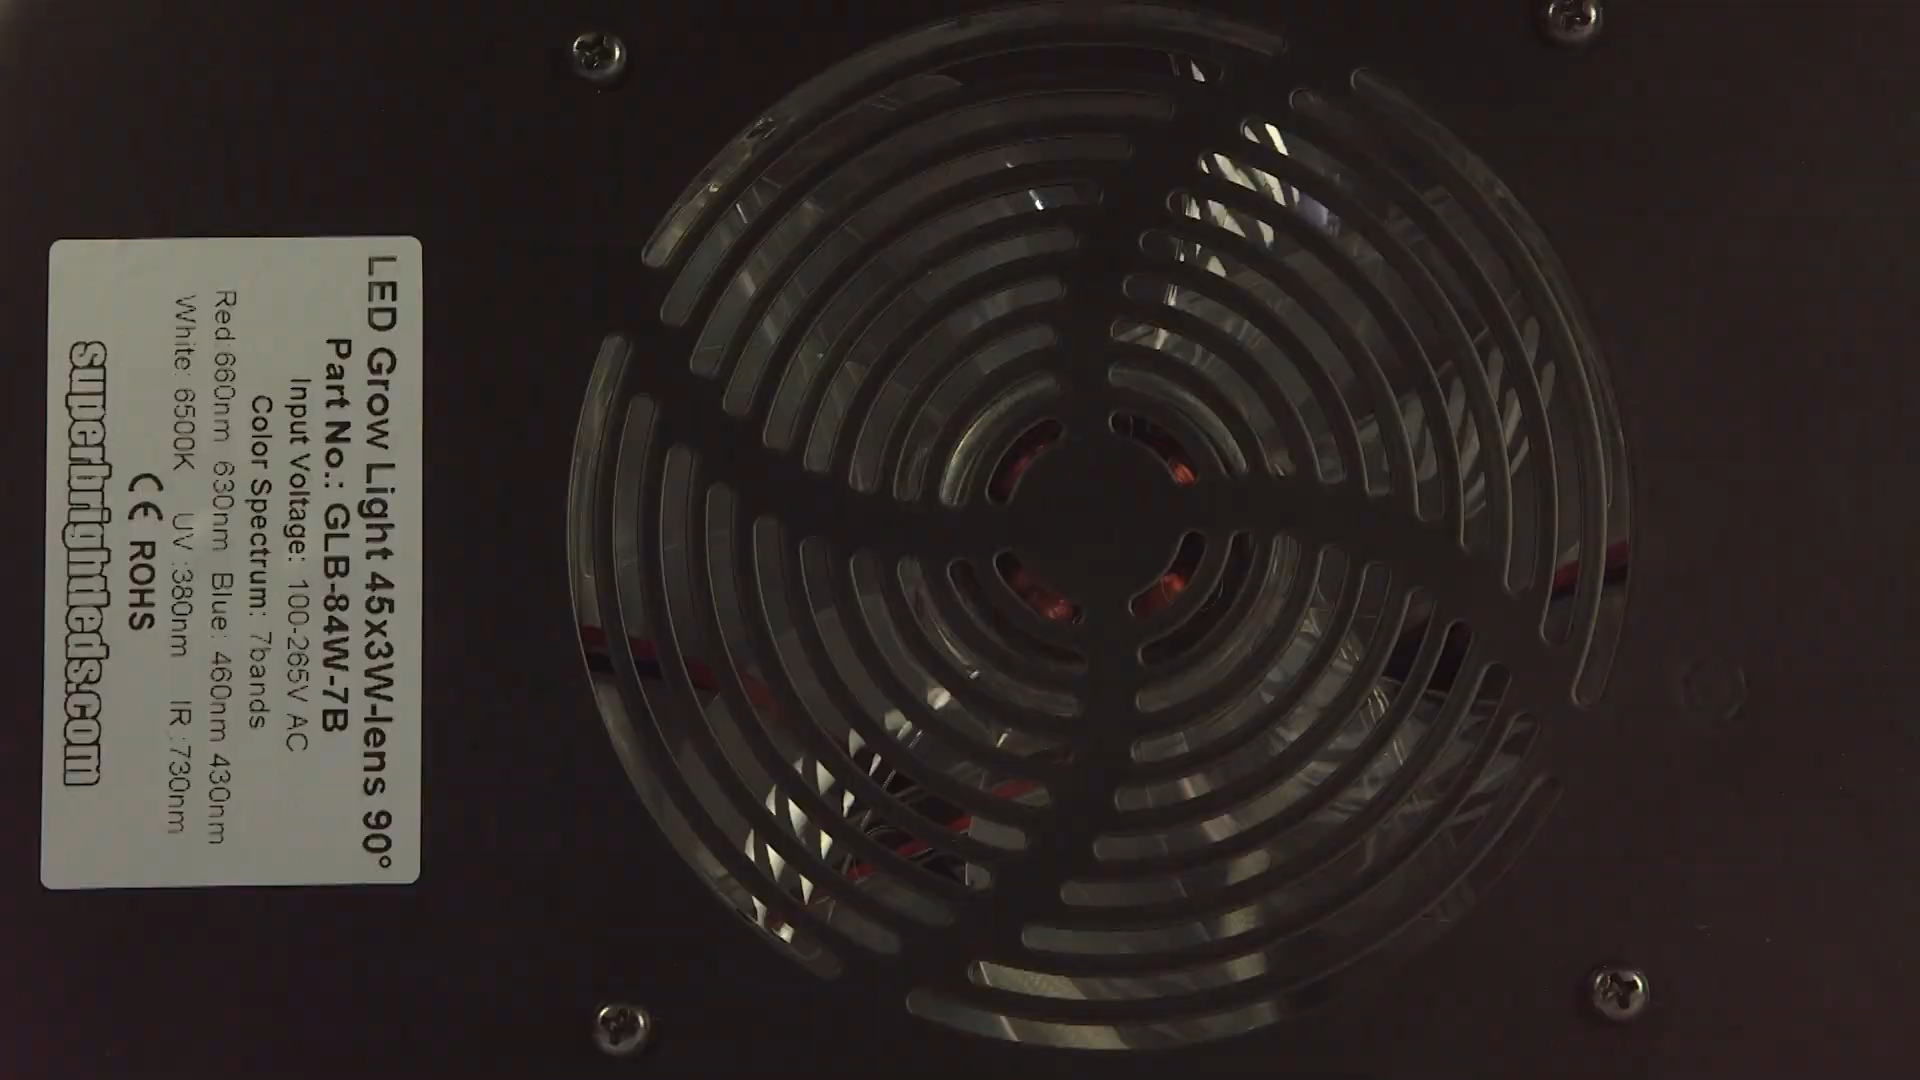 LED Grow Light 45x3W-lens 90°
Part No.: GLB-84W-7B
Input Voltage: 100-265V AC
Color Spectrum: 7bands
Red:660nm 630nm Blue: 460nm 430nm
White: 6500K UV:380nm IR:730nm
CE ROHS
superbrightleds.com